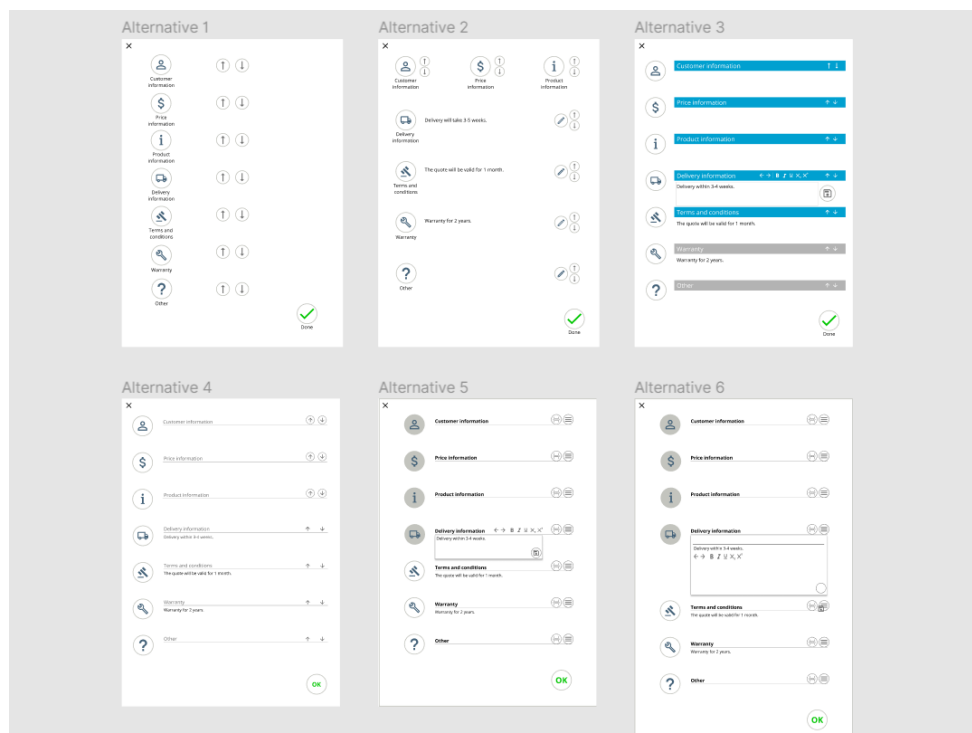 Alternative 1
Customer
information
Price
information
Product
information
Delivery
information
Terms and
conditions
Warranty
Other
Done
Alternative 2
Customer
information
Price
information
Product
information
Delivery
information
Delivery will take 3-5 weeks.
Terms and
conditions
The quote will be valid for 1 month.
Warranty
Warranty for 2 years.
Other
Done
Alternative 3
Customer information
Price information
Product information
Delivery information B I U X, X'
Delivery within 3-4 weeks.
Terms and conditions
The quote will be valid for 1 month.
Warranty
Warranty for 2 years.
Other
Done
Alternative 4
Customer information
Price information
Product information
Delivery information
Delivery within 3-5 weeks.
Terms and conditions
The quote will be valid for 1 month.
Warranty
Warranty for 2 years.
Other
OK
Alternative 5
Customer information
Price information
Product information
Delivery information B I U X, X'
Delivery within 3-4 weeks.
Terms and conditions
The quote will be valid for 1 month.
Warranty
Warranty for 2 years.
Other
OK
Alternative 6
Customer information
Price information
Product information
Delivery information
Delivery within 3-4 weeks.
B I U X, X'
Terms and conditions
The quote will be valid for 1 month.
Warranty
Warranty for 2 years.
Other
OK